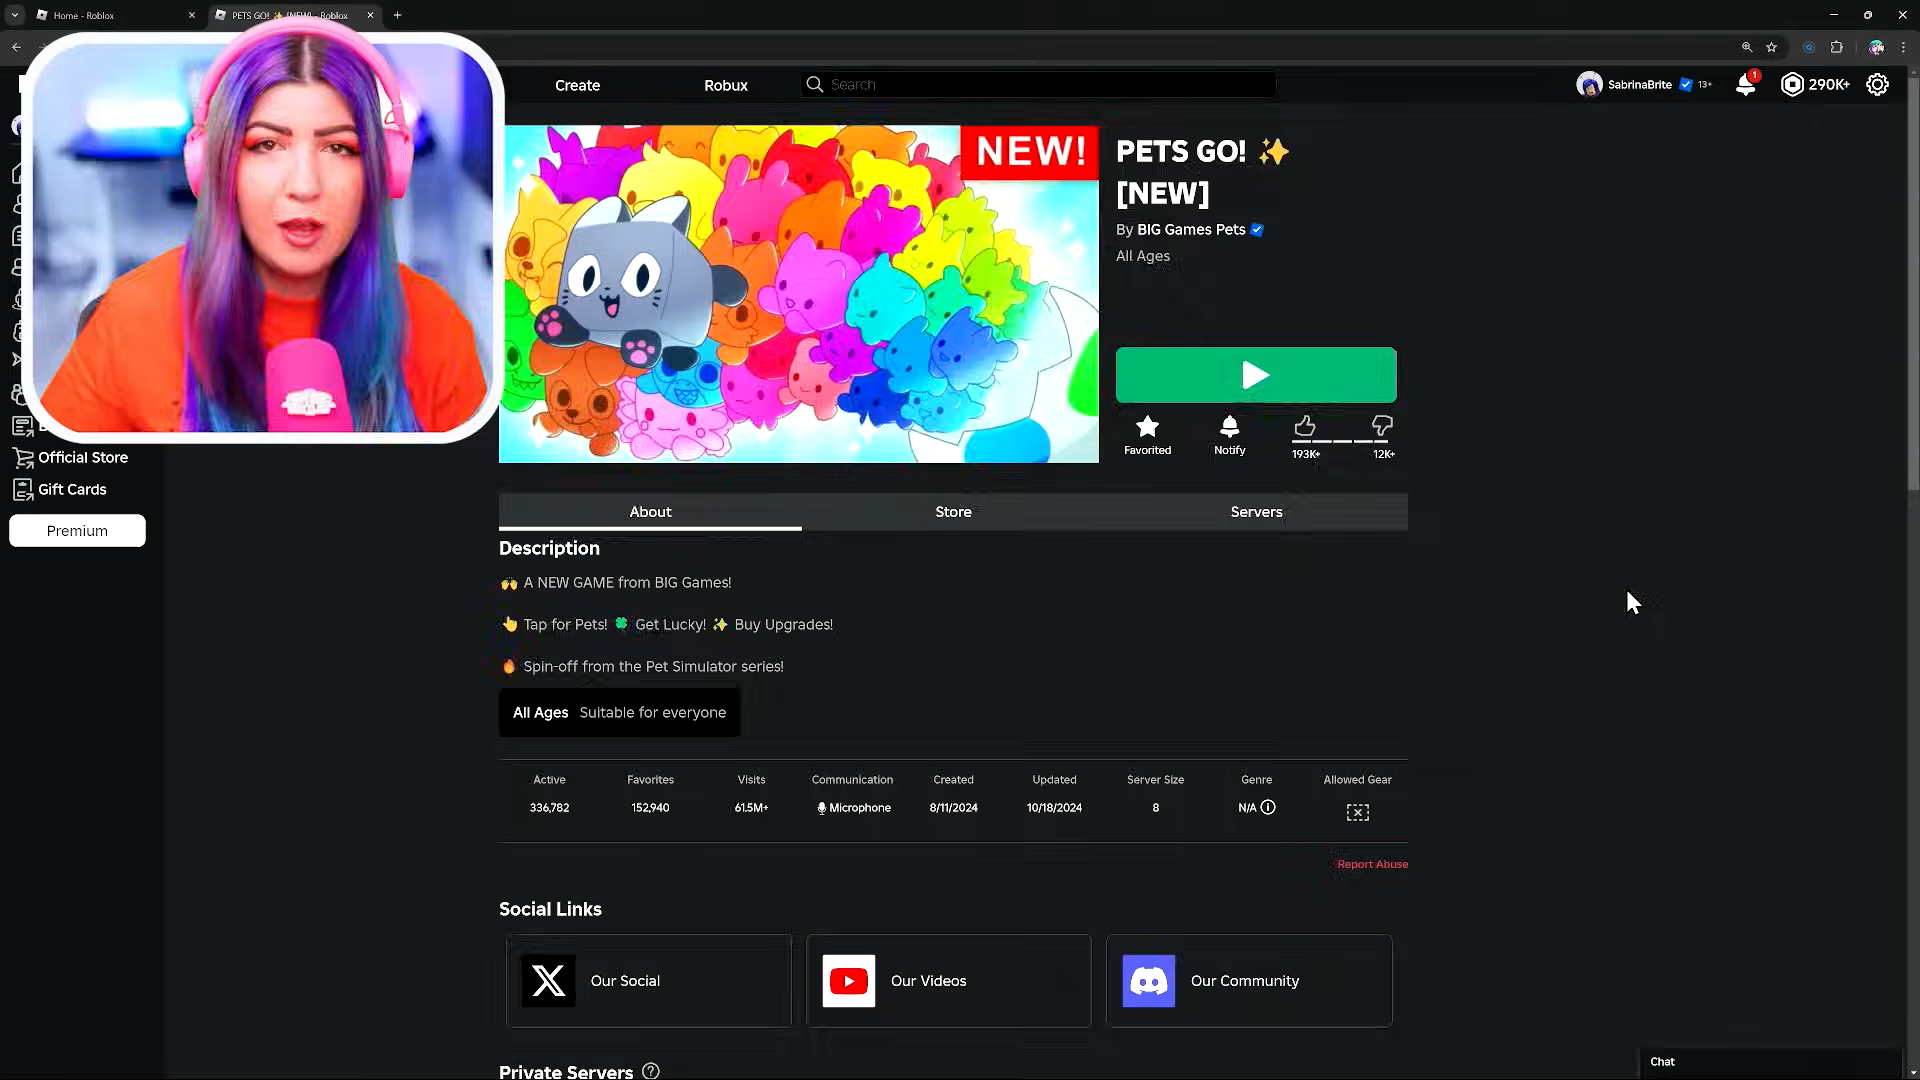 Home - Roblox
PETS GO! ✨ [NEW] - Roblox
Create
Robux
Search
SabrinaBrite
13+
1
290K+
NEW!
PETS GO! ✨
[NEW]
By BIG Games Pets
All Ages
Favorited
Notify
193K+
12K+
Official Store
Gift Cards
Premium
About
Store
Servers
Description
🙌 A NEW GAME from BIG Games!
👆 Tap for Pets! 🍀 Get Lucky! ✨ Buy Upgrades!
🔥 Spin-off from the Pet Simulator series!
All Ages Suitable for everyone
Active
Favorites
Visits
Communication
Created
Updated
Server Size
Genre
Allowed Gear
336,782
152,940
61.5M+
Microphone
8/11/2024
10/18/2024
8
N/A
Report Abuse
Social Links
Our Social
Our Videos
Our Community
Private Servers
Chat